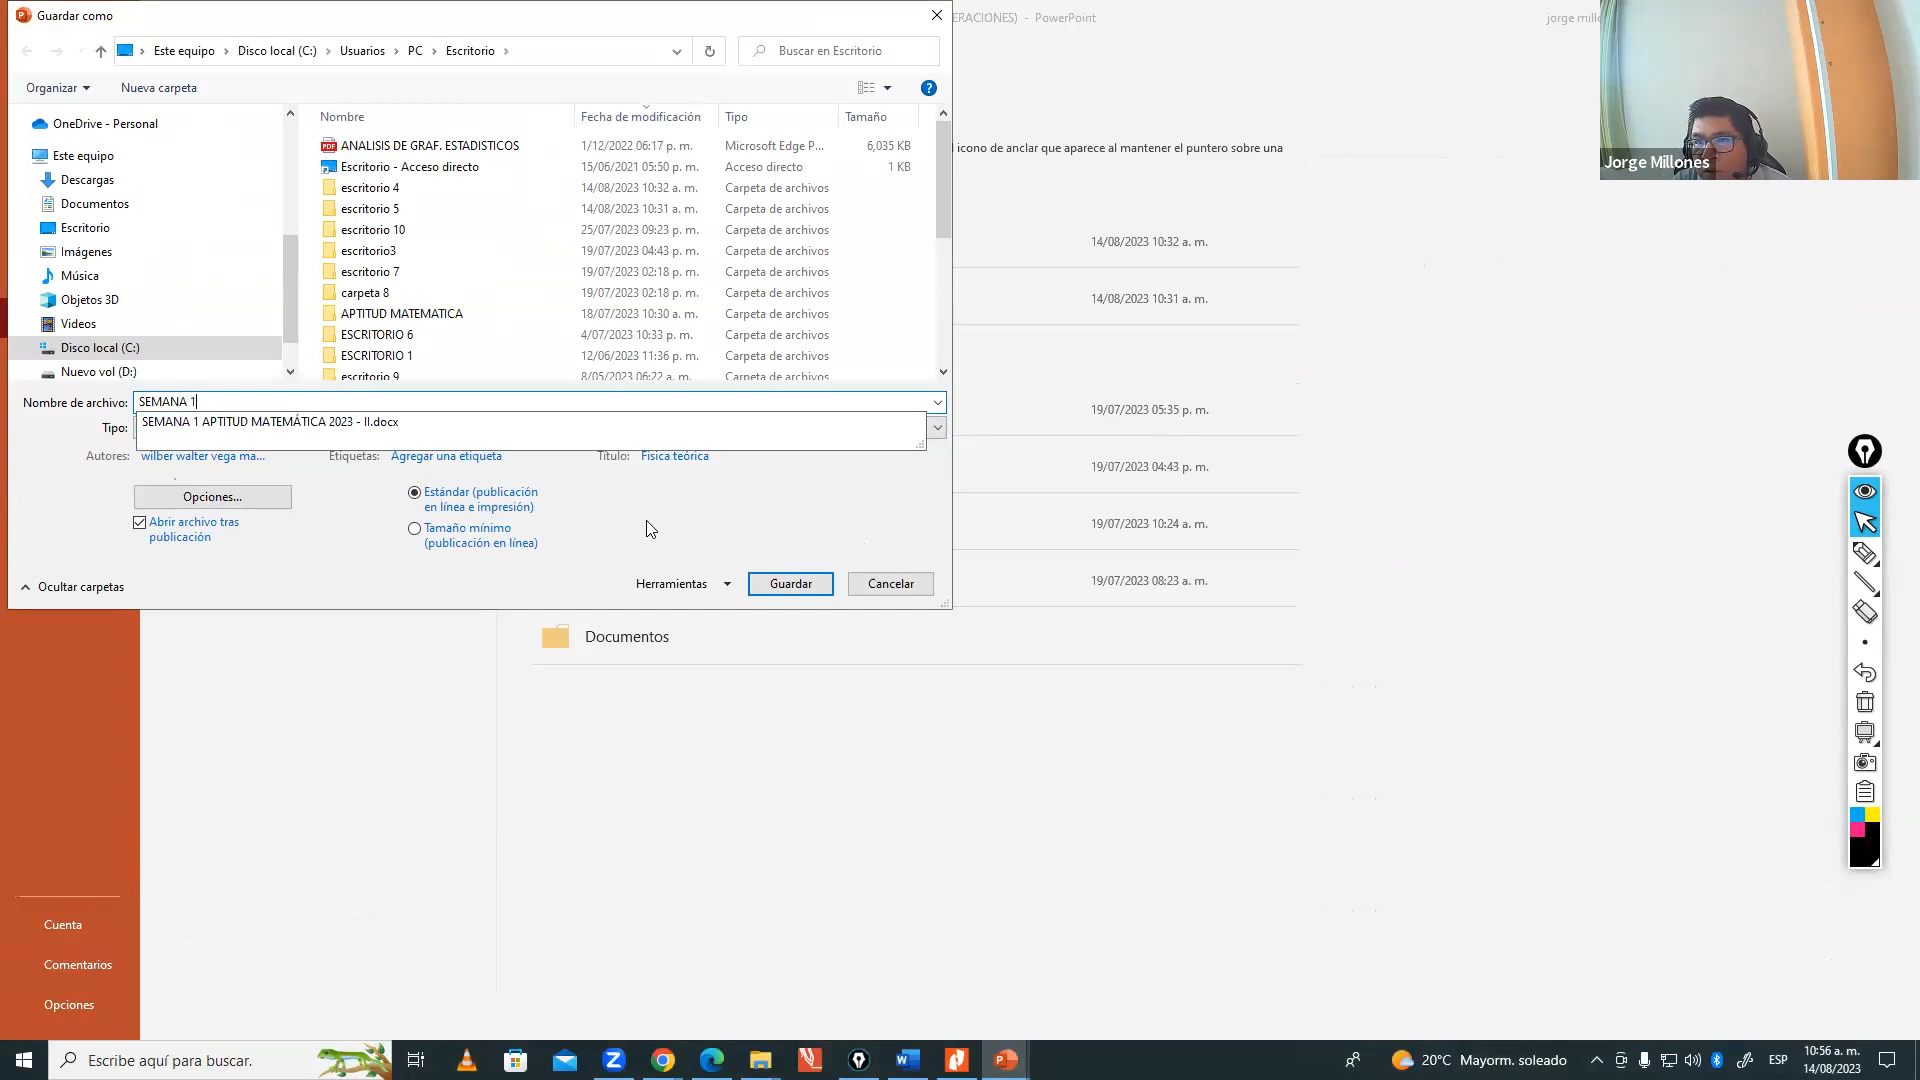 Guardar como
ERACIONES) - PowerPoint
Jorge Millones
Este equipo > Disco local (C:) > Usuarios > PC > Escritorio >
Buscar en Escritorio
Organizar
Nueva carpeta
OneDrive - Personal
Este equipo
Descargas
Documentos
Escritorio
Imágenes
Música
Objetos 3D
Videos
Disco local (C:)
Nuevo vol (D:)
Nombre Fecha de modificación Tipo Tamaño
ANALISIS DE GRAF. ESTADISTICOS 1/12/2022 06:17 p. m. Microsoft Edge P... 6,035 KB
Escritorio - Acceso directo 15/06/2021 05:50 p. m. Acceso directo 1 KB
escritorio 4 14/08/2023 10:32 a. m. Carpeta de archivos
escritorio 5 14/08/2023 10:31 a. m. Carpeta de archivos
escritorio 10 25/07/2023 09:23 p. m. Carpeta de archivos
escritorio3 19/07/2023 04:43 p. m. Carpeta de archivos
escritorio 7 19/07/2023 02:18 p. m. Carpeta de archivos
carpeta 8 19/07/2023 02:18 p. m. Carpeta de archivos
APTITUD MATEMATICA 18/07/2023 10:30 a. m. Carpeta de archivos
ESCRITORIO 6 4/07/2023 10:33 p. m. Carpeta de archivos
ESCRITORIO 1 12/06/2023 11:36 p. m. Carpeta de archivos
escritorio 9 8/05/2023 06:22 a. m. Carpeta de archivos
Nombre de archivo: SEMANA 1
SEMANA 1 APTITUD MATEMÁTICA 2023 - II.docx
Tipo:
Autores: wilber walter vega ma...
Etiquetas: Agregar una etiqueta
Título: Fisica teórica
Opciones...
Abrir archivo tras
publicación
Estándar (publicación
en línea e impresión)
Tamaño mínimo
(publicación en línea)
Ocultar carpetas
Herramientas
Guardar
Cancelar
icono de anclar que aparece al mantener el puntero sobre una
14/08/2023 10:32 a. m.
14/08/2023 10:31 a. m.
19/07/2023 05:35 p. m.
19/07/2023 04:43 p. m.
19/07/2023 10:24 a. m.
19/07/2023 08:23 a. m.
Documentos
Cuenta
Comentarios
Opciones
Escribe aquí para buscar.
20°C Mayorm. soleado
ESP
10:56 a. m.
14/08/2023